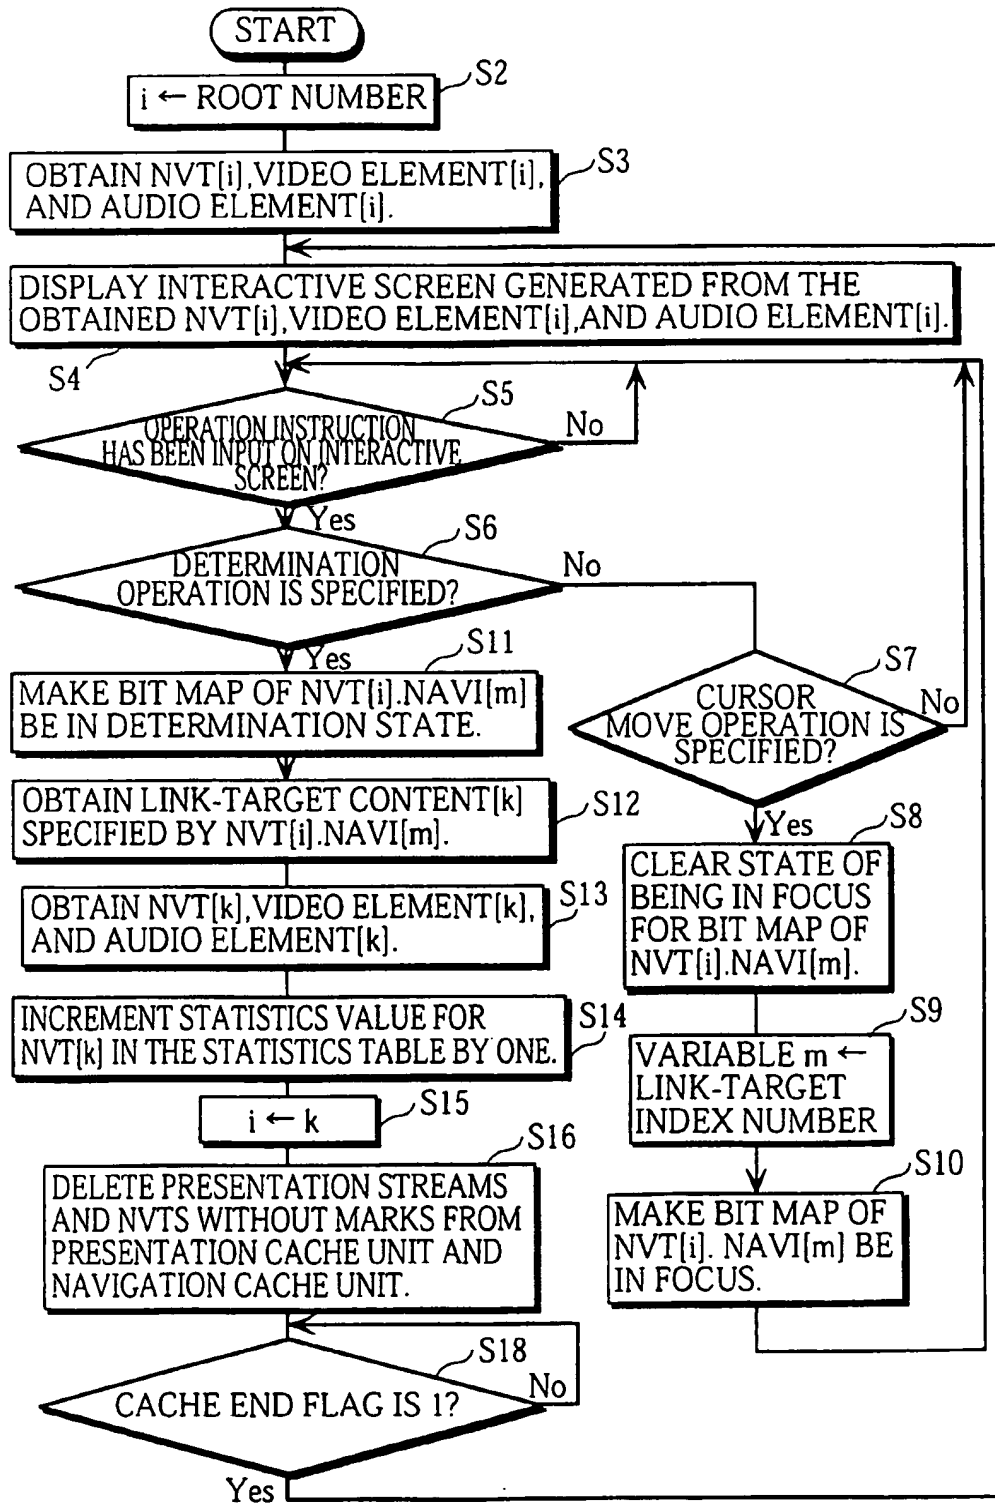 START
S2
i ← ROOT NUMBER
S3
OBTAIN NVT[i],VIDEO ELEMENT[i],
AND AUDIO ELEMENT[i].
DISPLAY INTERACTIVE SCREEN GENERATED FROM THE
OBTAINED NVT[i],VIDEO ELEMENT[i],AND AUDIO ELEMENT[i].
S4
S5
OPERATION INSTRUCTION
HAS BEEN INPUT ON INTERACTIVE
SCREEN?
No
Yes
S6
DETERMINATION
OPERATION IS SPECIFIED?
No
Yes
S11
MAKE BIT MAP OF NVT[i].NAVI[m]
BE IN DETERMINATION STATE.
S7
CURSOR
MOVE OPERATION IS
SPECIFIED?
No
Yes
S12
OBTAIN LINK-TARGET CONTENT[k]
SPECIFIED BY NVT[i].NAVI[m].
S8
CLEAR STATE OF
BEING IN FOCUS
FOR BIT MAP OF
NVT[i].NAVI[m].
S13
OBTAIN NVT[k],VIDEO ELEMENT[k],
AND AUDIO ELEMENT[k].
S14
INCREMENT STATISTICS VALUE FOR
NVT[k] IN THE STATISTICS TABLE BY ONE.
S9
VARIABLE m ←
LINK-TARGET
INDEX NUMBER
S15
i ← k
S16
DELETE PRESENTATION STREAMS
AND NVTS WITHOUT MARKS FROM
PRESENTATION CACHE UNIT AND
NAVIGATION CACHE UNIT.
S10
MAKE BIT MAP OF
NVT[i]. NAVI[m] BE
IN FOCUS.
S18
CACHE END FLAG IS 1?
No
Yes